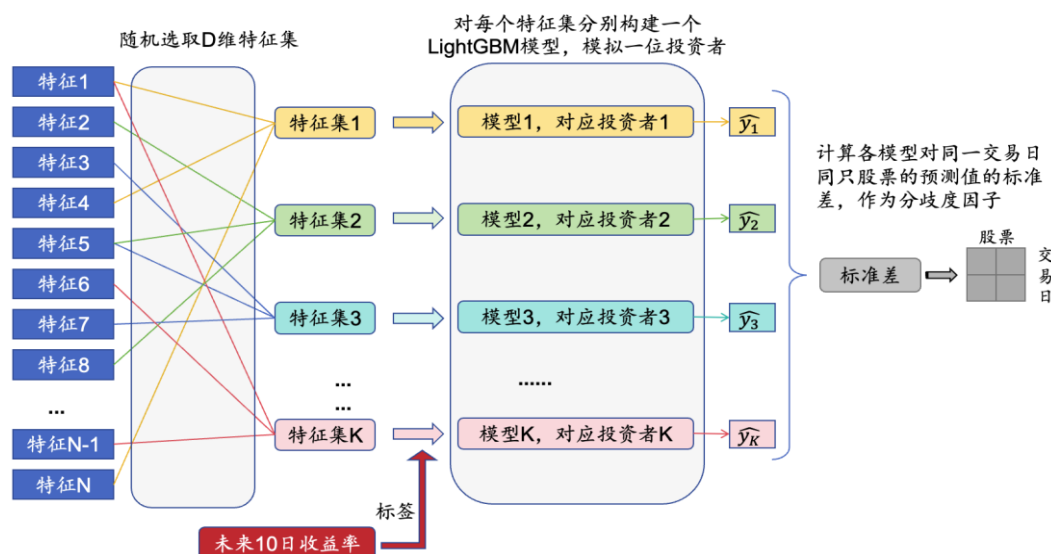 随机选取D维特征集
对每个特征集分别构建一个
LightGBM模型，模拟一位投资者
特征1
特征2
特征3
特征4
特征5
特征6
特征7
特征8
...
特征N-1
特征N
特征集1
特征集2
特征集3
...
...
特征集K
模型1，对应投资者1
模型2，对应投资者2
模型3，对应投资者3
......
模型K，对应投资者K
标签
未来10日收益率
$\widehat{y_1}$
$\widehat{y_2}$
$\widehat{y_3}$
$\widehat{y_K}$
计算各模型对同一交易日
同只股票的预测值的标准
差，作为分歧度因子
标准差
股票
交
易
日